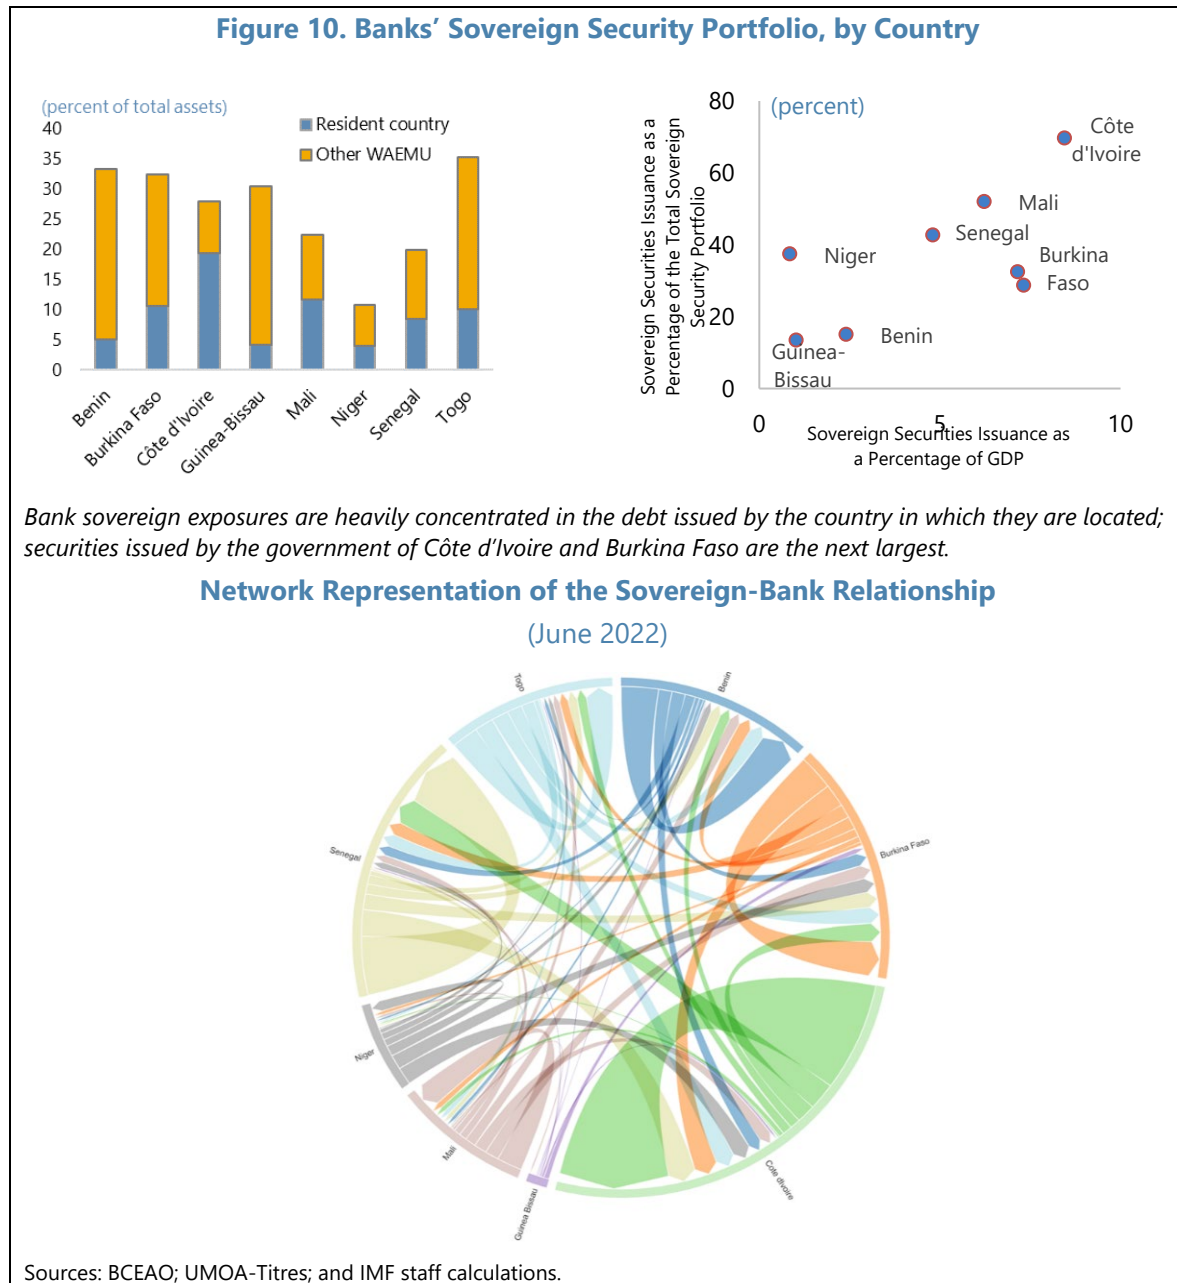 Figure 10. Banks’ Sovereign Security Portfolio, by Country
(percent of total assets)
40
35
30
25
20
15
10
5
0
Resident country
Other WAEMU
Benin
Burkina Faso
Côte d'Ivoire
Guinea-Bissau
Mali
Niger
Senegal
Togo
Sovereign Securities Issuance as a
Percentage of the Total Sovereign
Security Portfolio
80
60
40
20
0
(percent)
Côte
d'Ivoire
Mali
Senegal
Burkina
Faso
Niger
Benin
Guinea-
Bissau
0
5
10
Sovereign Securities Issuance as
a Percentage of GDP
Bank sovereign exposures are heavily concentrated in the debt issued by the country in which they are located;
securities issued by the government of Côte d’Ivoire and Burkina Faso are the next largest.
Network Representation of the Sovereign-Bank Relationship
(June 2022)
Togo
Benin
Burkina Faso
Senegal
Niger
Mali
Guinea Bissau
Cote divoire
Sources: BCEAO; UMOA-Titres; and IMF staff calculations.